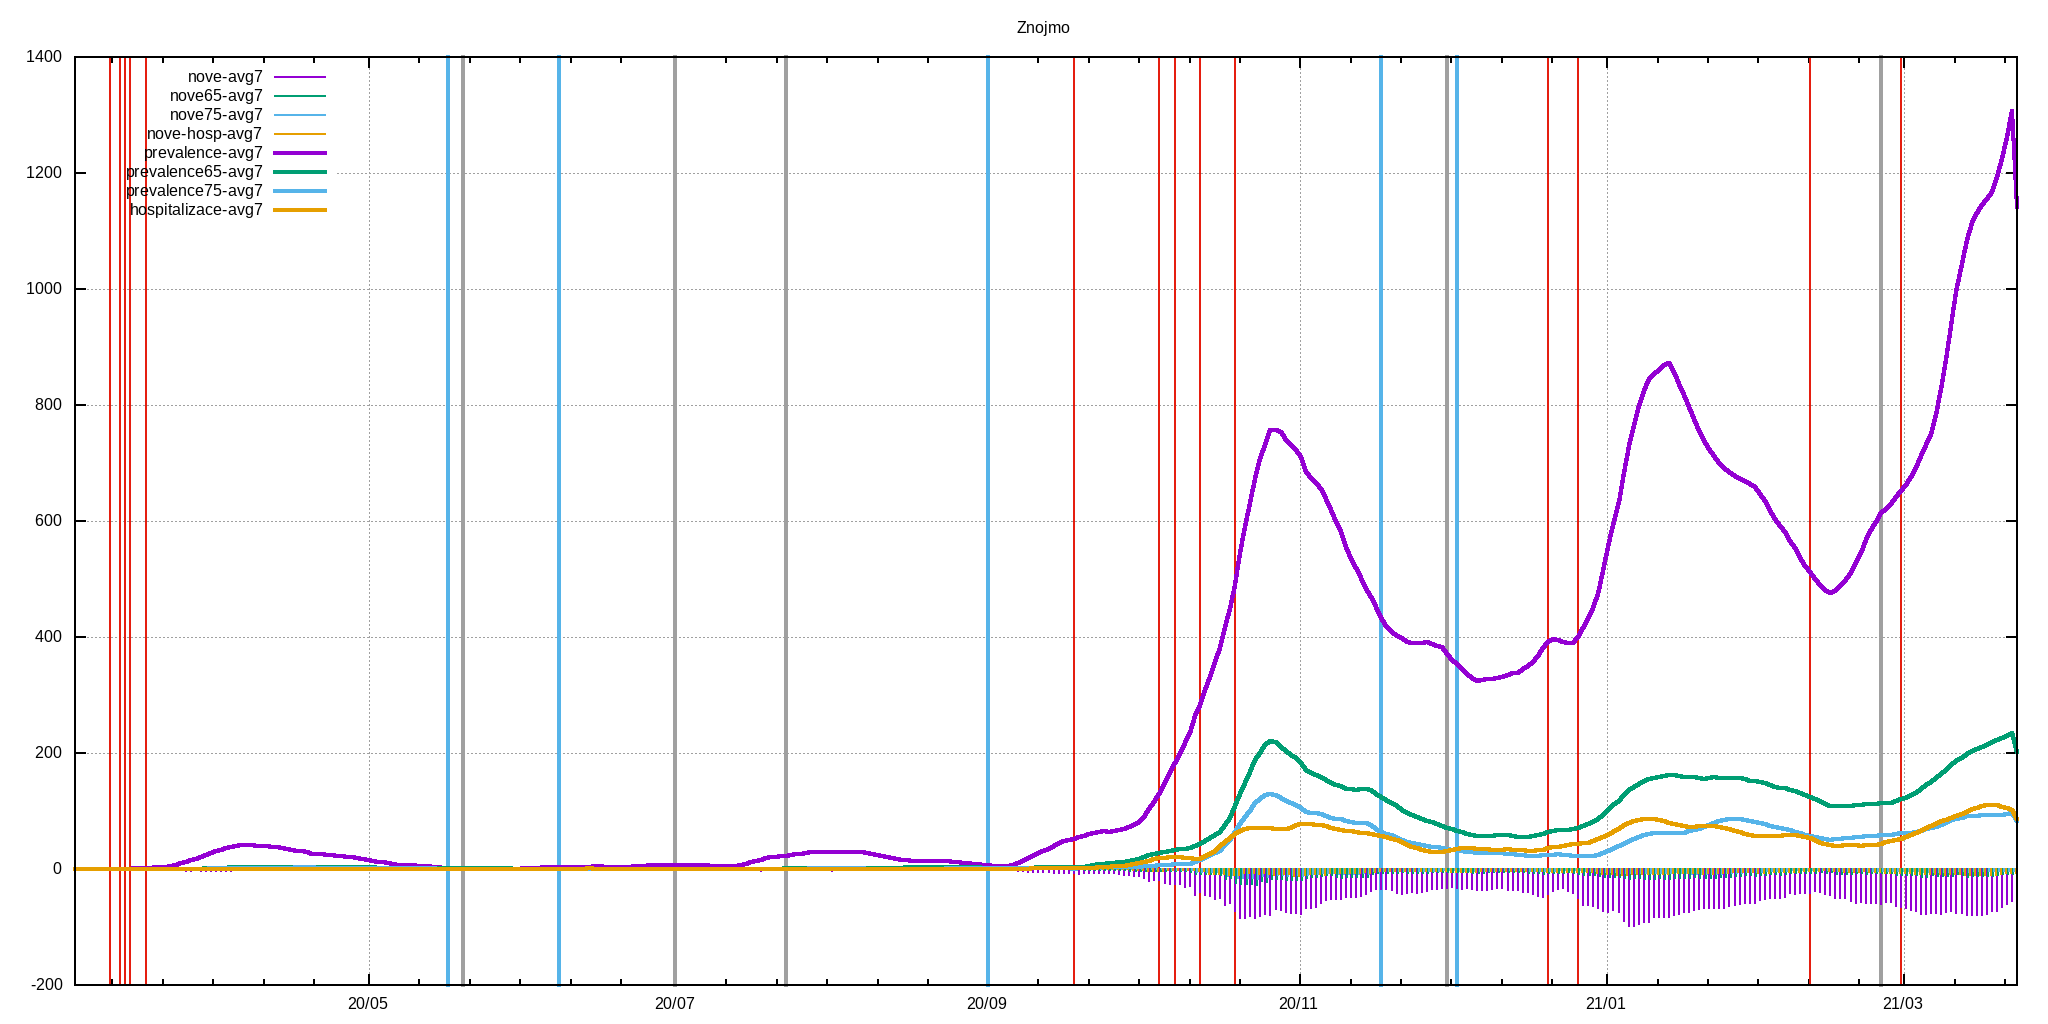 Znojmo
1400
1200
1000
800
600
400
200
0
-200
nove-avg7
nove65-avg7
nove75-avg7
nove-hosp-avg7
prevalence-avg7
prevalence65-avg7
prevalence75-avg7
hospitalizace-avg7
20/05
20/07
20/09
20/11
21/01
21/03